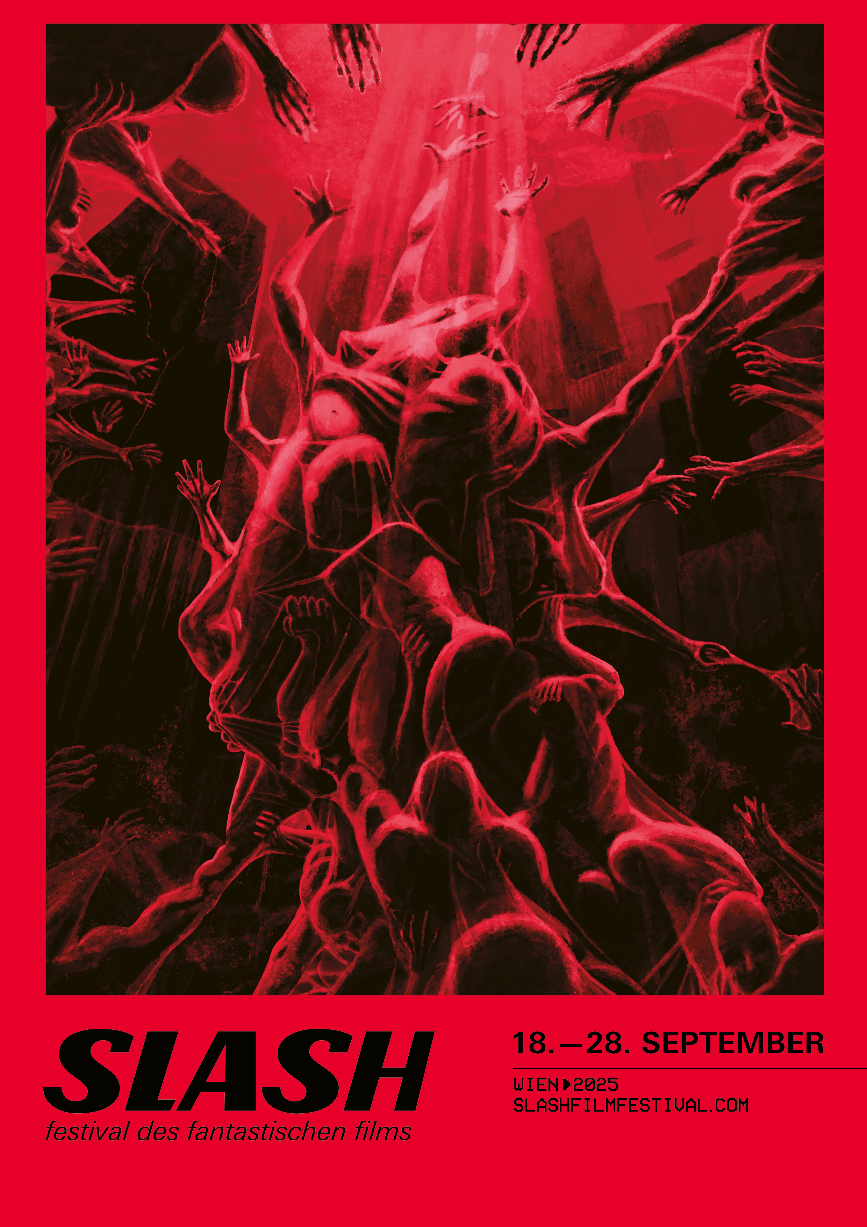 SLASH
festival des fantastischen films
18.—28. SEPTEMBER
WIEN▶2025
SLASHFILMFESTIVAL.COM